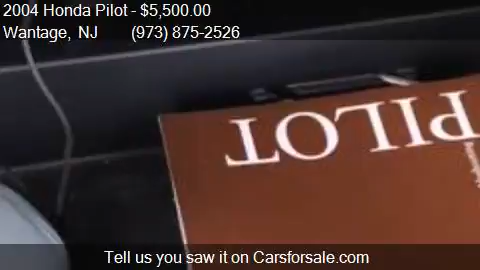 2004 Honda Pilot - $5,500.00
Wantage, NJ (973) 875-2526
PILOT
Tell us you saw it on Carsforsale.com